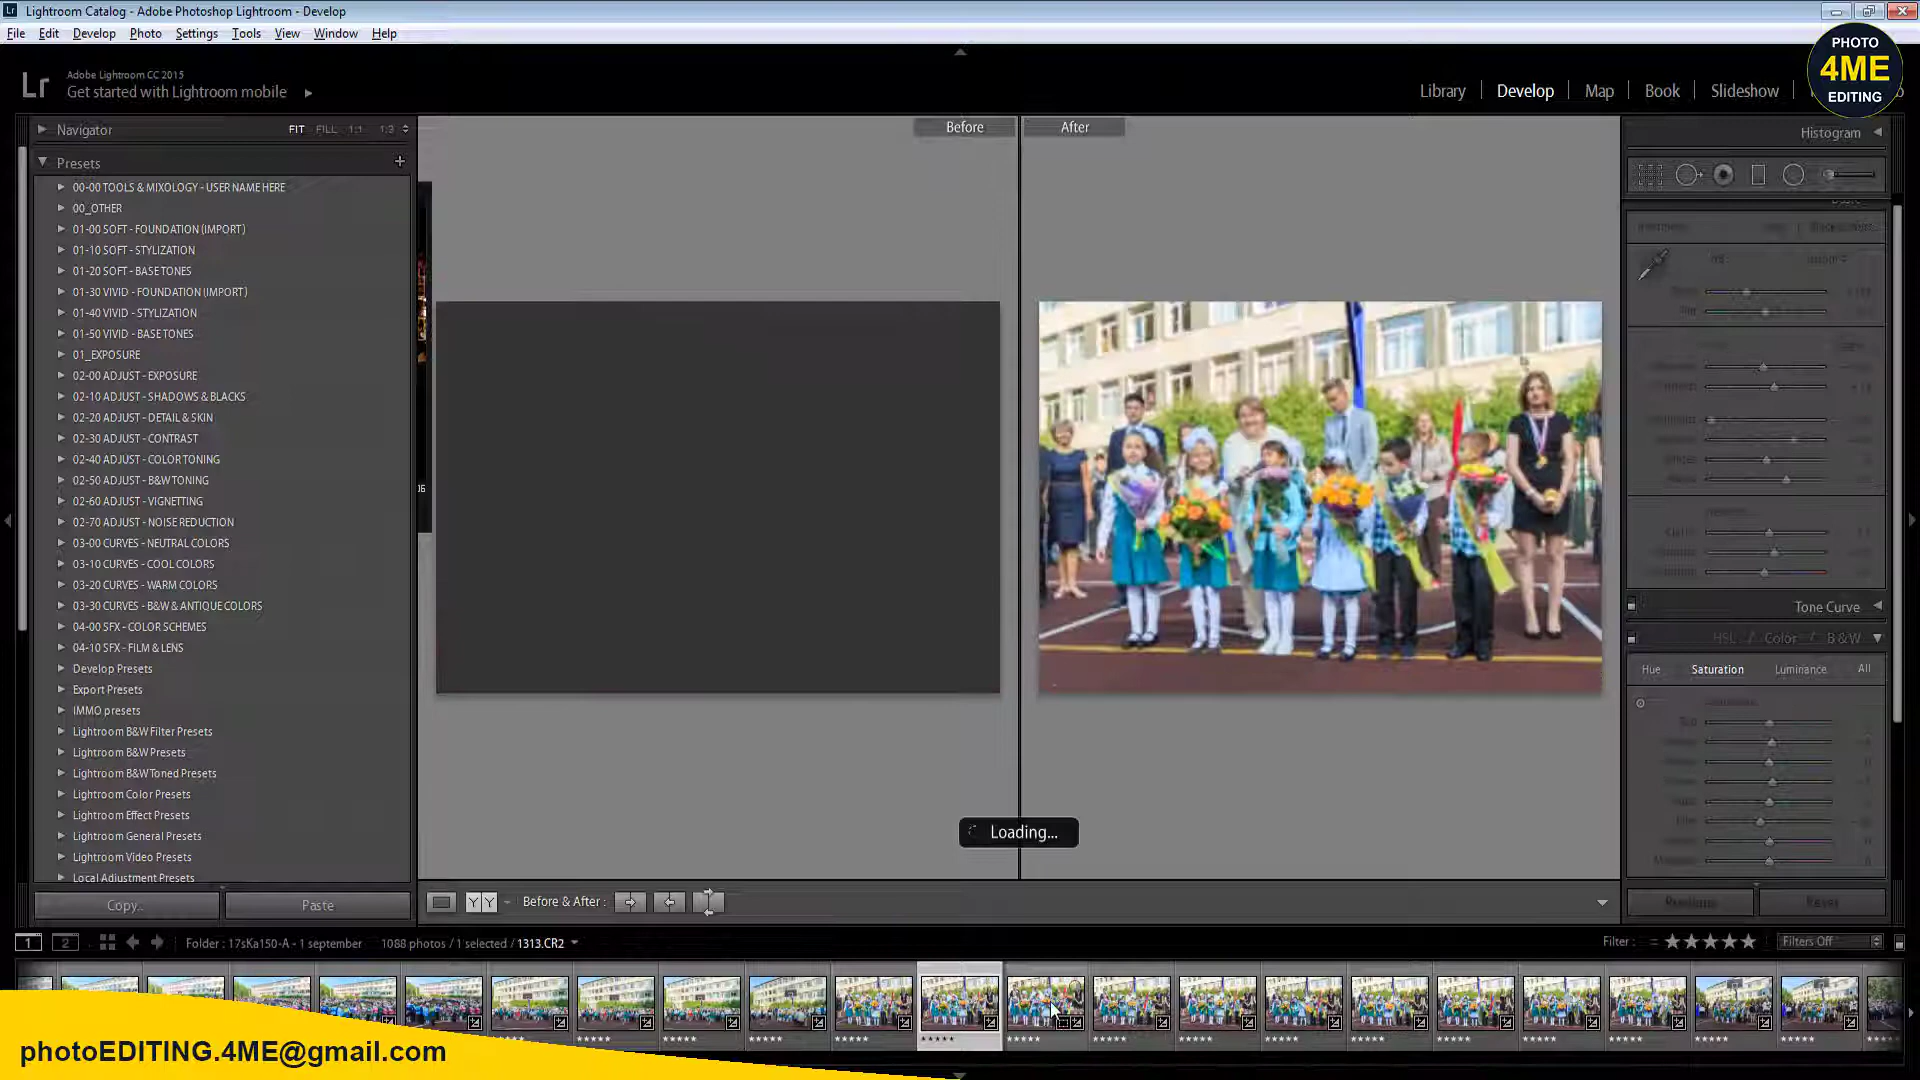 Lightroom Catalog - Adobe Photoshop Lightroom - Develop
File Edit Develop Photo Settings Tools View Window Help
PHOTO
4ME
EDITING
Lr
Adobe Lightroom CC 2015
Get started with Lightroom mobile
Library Develop Map Book Slideshow
Navigator FIT FILL 1:1 1:3
Before After
Histogram
Presets +
00-00 TOOLS & MIXOLOGY - USER NAME HERE
00_OTHER
01-00 SOFT - FOUNDATION (IMPORT)
01-10 SOFT - STYLIZATION
01-20 SOFT - BASE TONES
01-30 VIVID - FOUNDATION (IMPORT)
01-40 VIVID - STYLIZATION
01-50 VIVID - BASE TONES
01_EXPOSURE
02-00 ADJUST - EXPOSURE
02-10 ADJUST - SHADOWS & BLACKS
02-20 ADJUST - DETAIL & SKIN
02-30 ADJUST - CONTRAST
02-40 ADJUST - COLOR TONING
02-50 ADJUST - B&W TONING
02-60 ADJUST - VIGNETTING
02-70 ADJUST - NOISE REDUCTION
03-00 CURVES - NEUTRAL COLORS
03-10 CURVES - COOL COLORS
03-20 CURVES - WARM COLORS
03-30 CURVES - B&W & ANTIQUE COLORS
04-00 SFX - COLOR SCHEMES
04-10 SFX - FILM & LENS
Develop Presets
Export Presets
IMMO presets
Lightroom B&W Filter Presets
Lightroom B&W Presets
Lightroom B&W Toned Presets
Lightroom Color Presets
Lightroom Effect Presets
Lightroom General Presets
Lightroom Video Presets
Local Adjustment Presets
Tone Curve
HSL / Color / B&W
Hue Saturation Luminance All
Loading...
Copy... Paste
Before & After :
1 2 Folder : 17sKa150-A - 1 september 1088 photos / 1 selected / 1313.CR2
Filter : Filters Off
photoEDITING.4ME@gmail.com